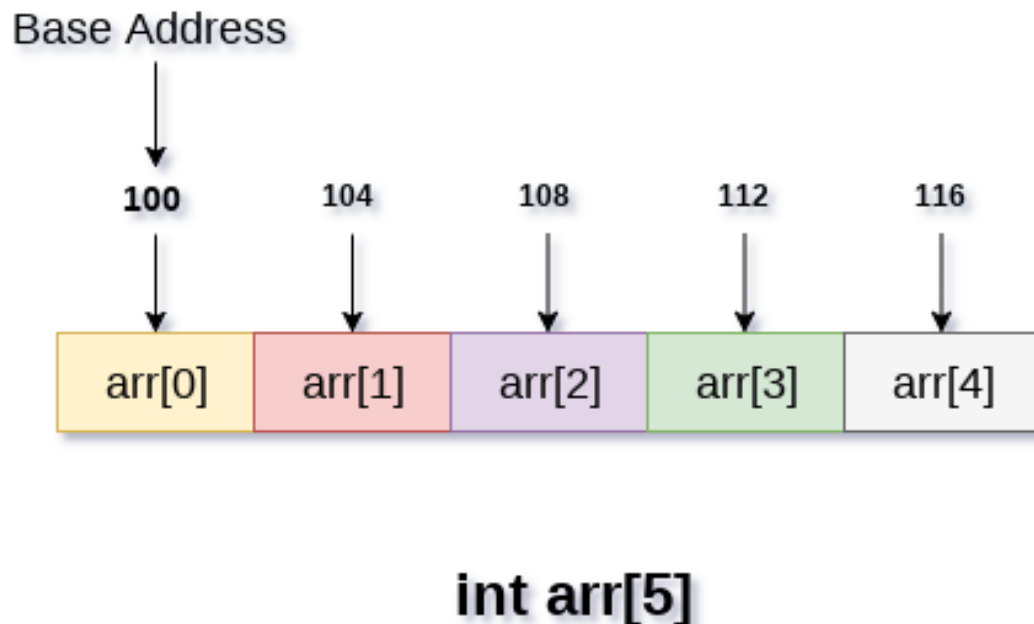 Base Address
100 104 108 112 116
arr[0] arr[1] arr[2] arr[3] arr[4]
int arr[5]